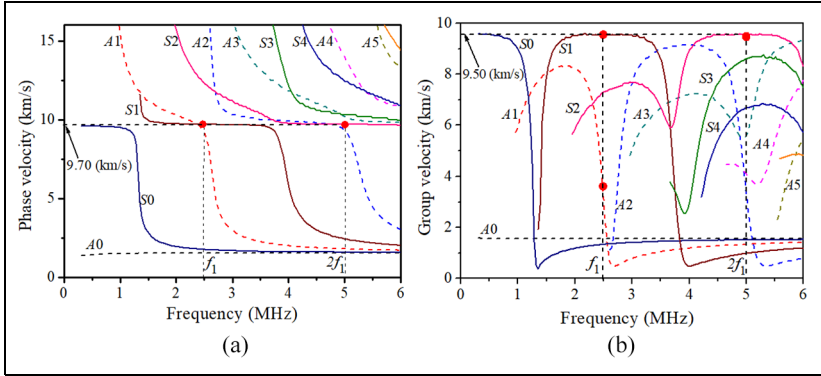 A1
S2
A2
A3
S3
S4
A4
A5
15
10
5
0
S1
9.70 (km/s)
S0
A0
f1
2f1
0 1 2 3 4 5 6
Phase velocity (km/s)
Frequency (MHz)
(a)
10
8
6
4
2
0
9.50 (km/s)
S0
S1
A1
S2
A3
S3
S4
A4
A2
A5
A0
f1
2f1
0 1 2 3 4 5 6
Group velocity (km/s)
Frequency (MHz)
(b)